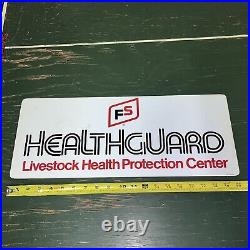 FS
HEALTHGUARD
Livestock Health Protection Center